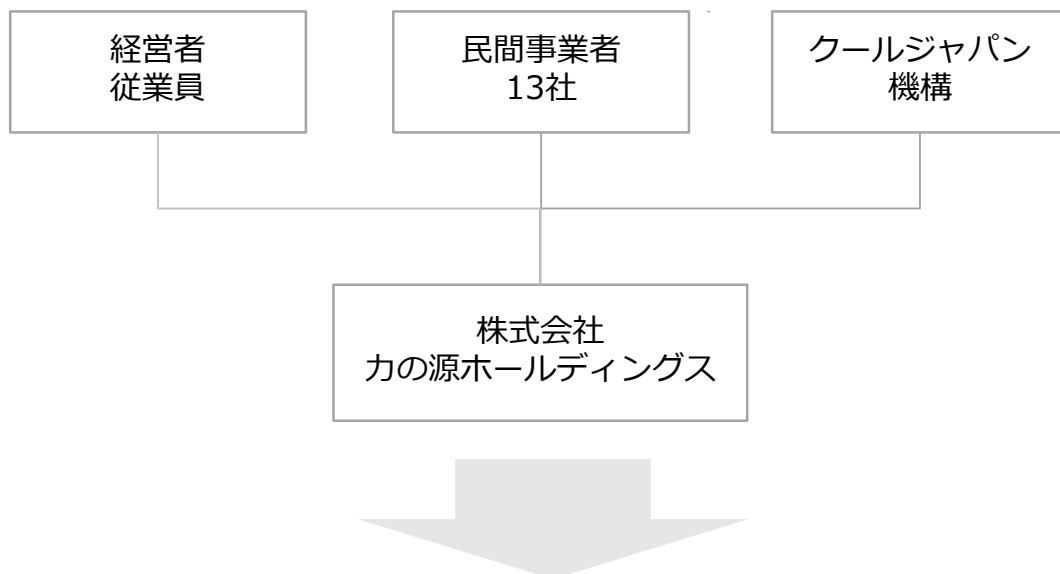 経営者
従業員
民間事業者
13社
クールジャパン
機構
株式会社
力の源ホールディングス